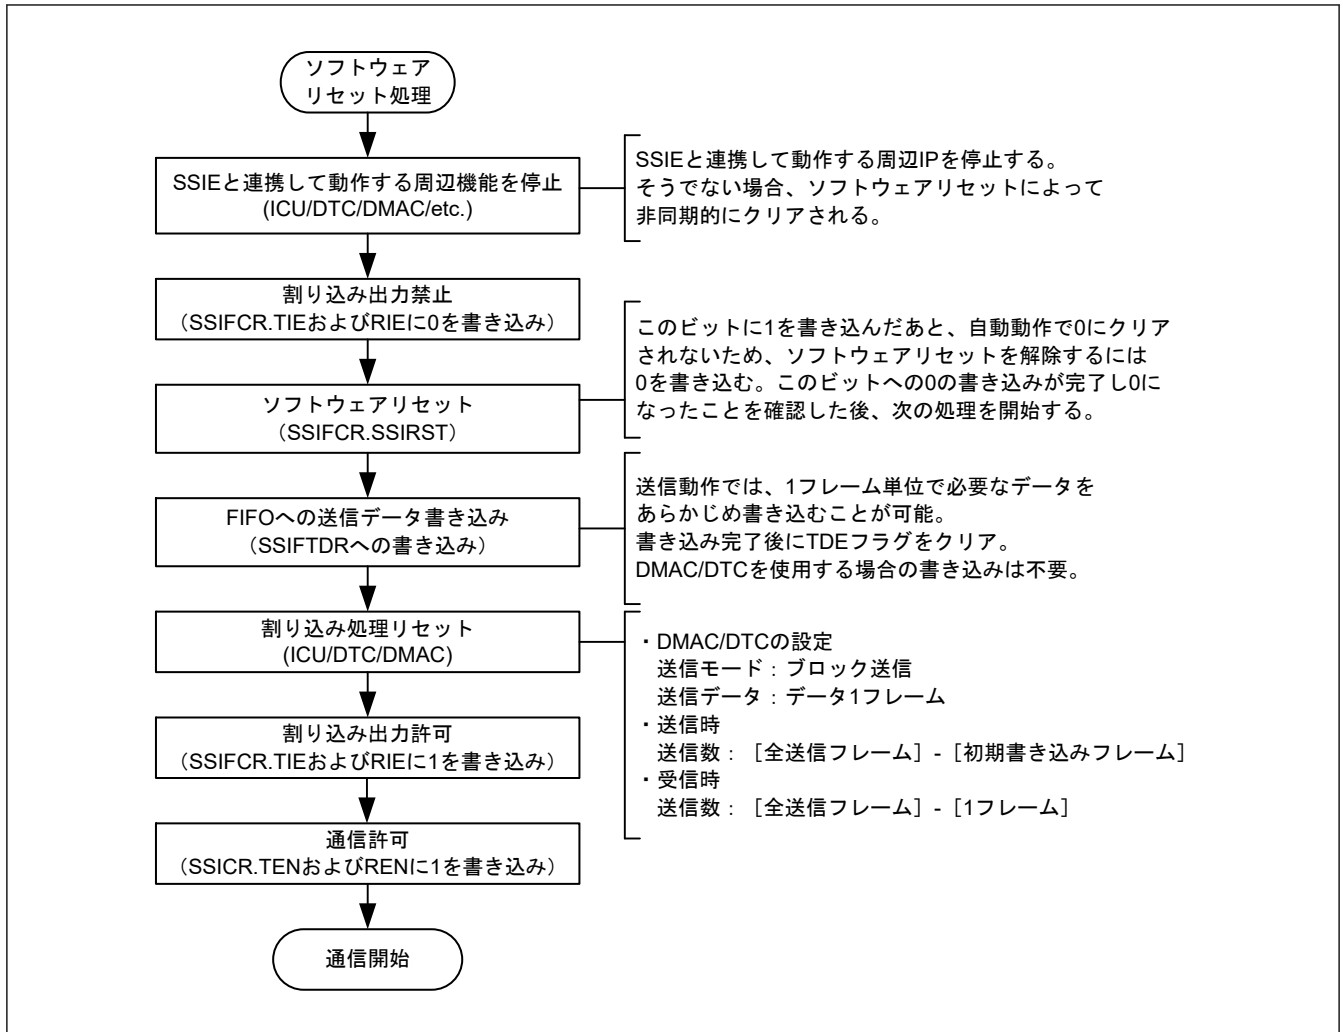 ソフトウェア
リセット処理
SSIEと連携して動作する周辺機能を停止
(ICU/DTC/DMAC/etc.)
SSIEと連携して動作する周辺IPを停止する。
そうでない場合、ソフトウェアリセットによって
非同期的にクリアされる。
割り込み出力禁止
（SSIFCR.TIEおよびRIEに0を書き込み）
ソフトウェアリセット
（SSIFCR.SSIRST）
このビットに1を書き込んだあと、自動動作で0にクリア
されないため、ソフトウェアリセットを解除するには
0を書き込む。このビットへの0の書き込みが完了し0に
なったことを確認した後、次の処理を開始する。
FIFOへの送信データ書き込み
（SSIFTDRへの書き込み）
送信動作では、1フレーム単位で必要なデータを
あらかじめ書き込むことが可能。
書き込み完了後にTDEフラグをクリア。
DMAC/DTCを使用する場合の書き込みは不要。
割り込み処理リセット
(ICU/DTC/DMAC)
・DMAC/DTCの設定
送信モード：ブロック送信
送信データ：データ1フレーム
・送信時
送信数：［全送信フレーム］-［初期書き込みフレーム］
・受信時
送信数：［全送信フレーム］-［1フレーム］
割り込み出力許可
（SSIFCR.TIEおよびRIEに1を書き込み）
通信許可
（SSICR.TENおよびRENに1を書き込み）
通信開始